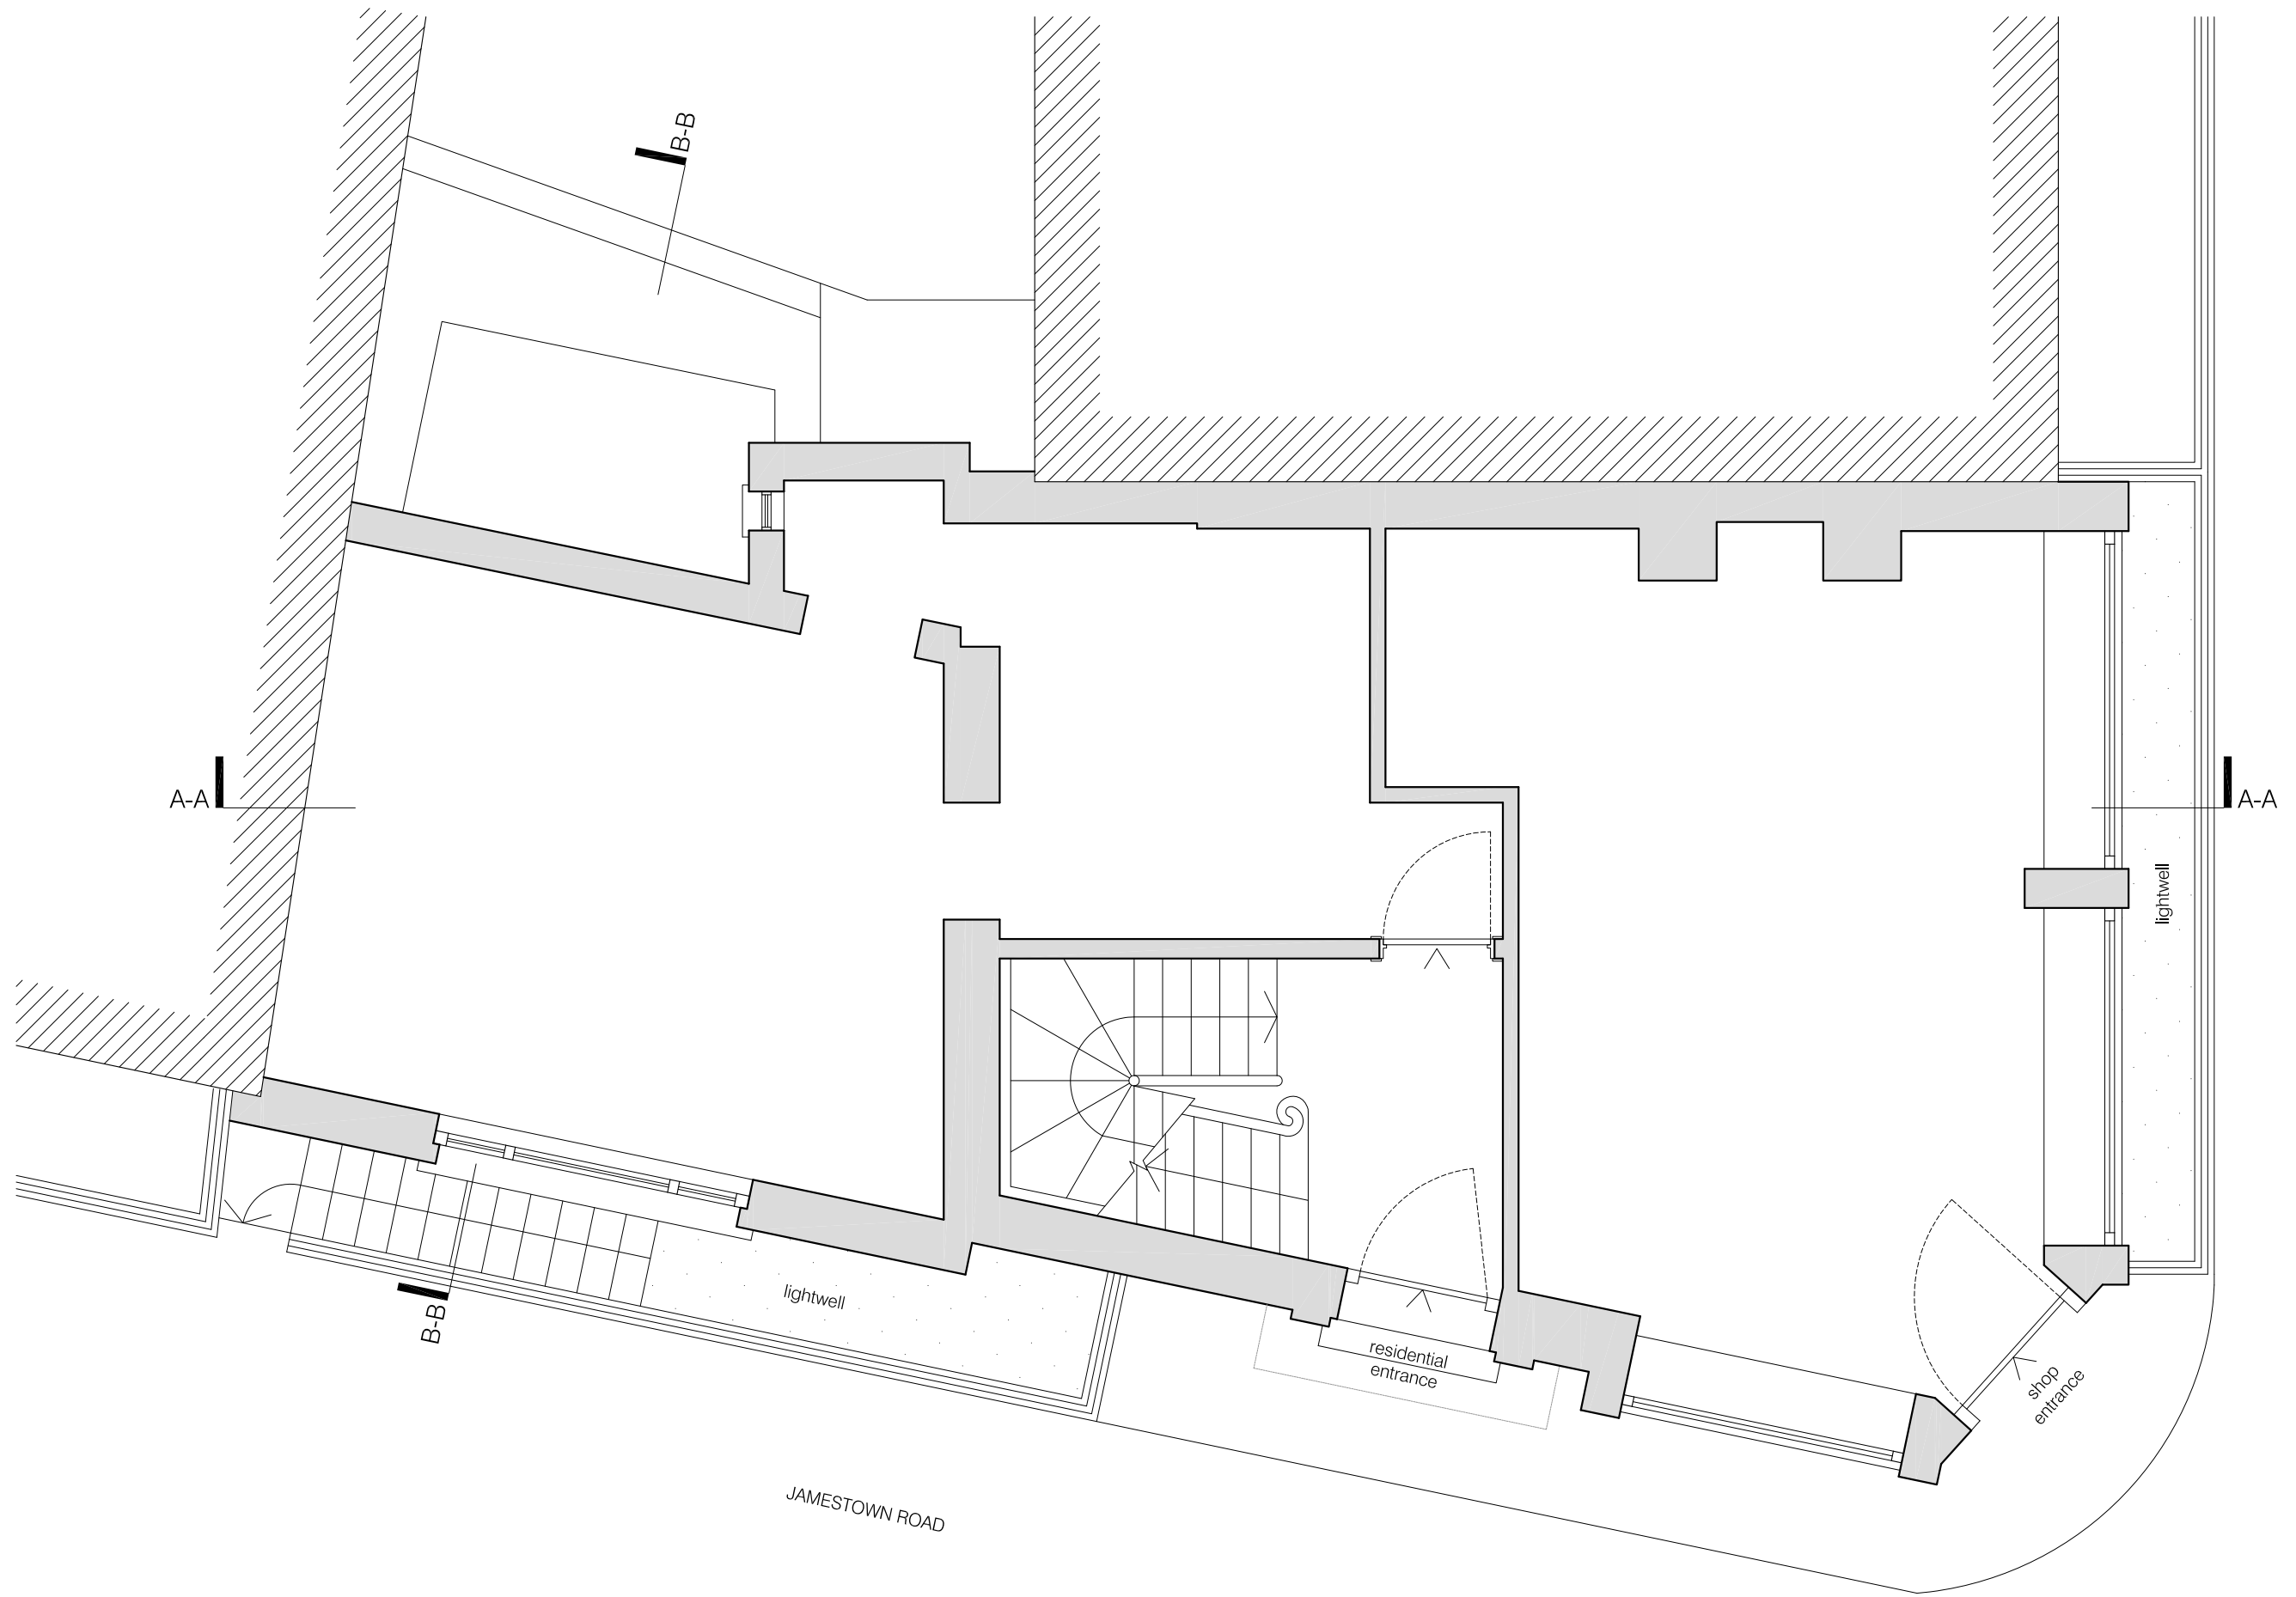 B-B
A-A
A-A
lightwell
lightwell
B-B
residential
entrance
shop
entrance
JAMESTOWN ROAD